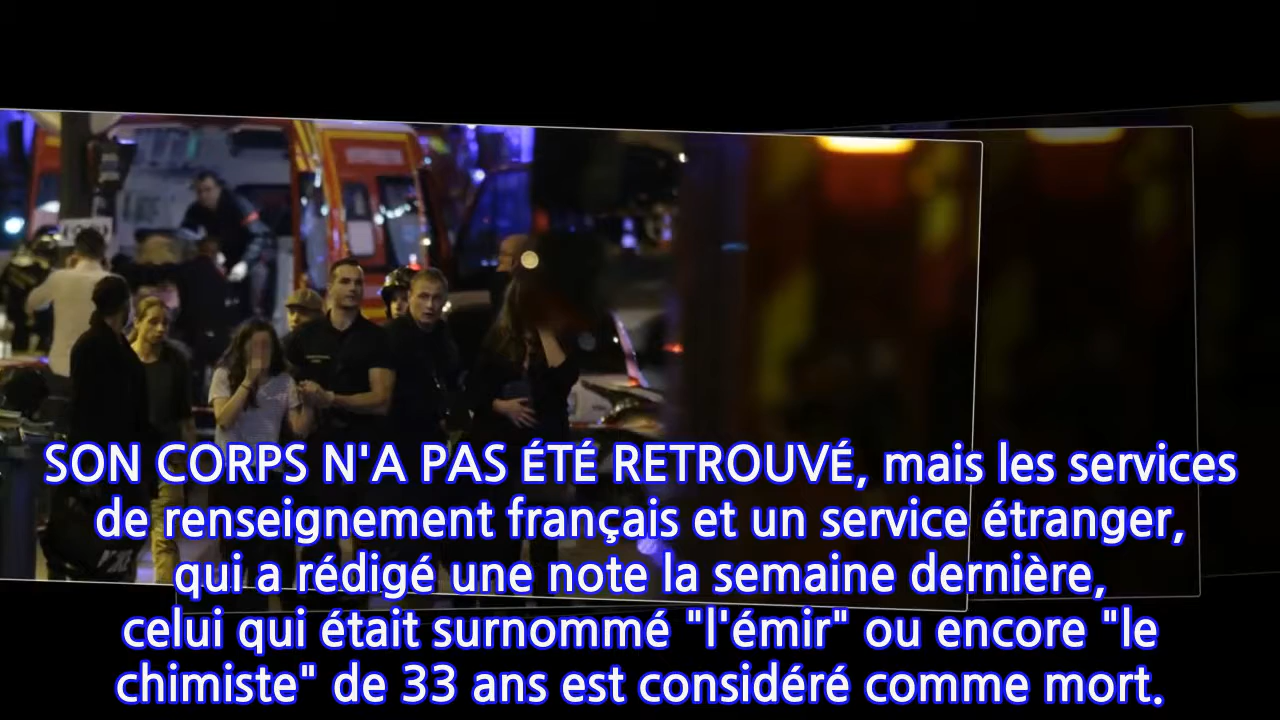 SON CORPS N'A PAS ÉTÉ RETROUVÉ, mais les services
de renseignement français et un service étranger,
qui a rédigé une note la semaine dernière,
celui qui était surnommé "l'émir" ou encore "le
chimiste" de 33 ans est considéré comme mort.